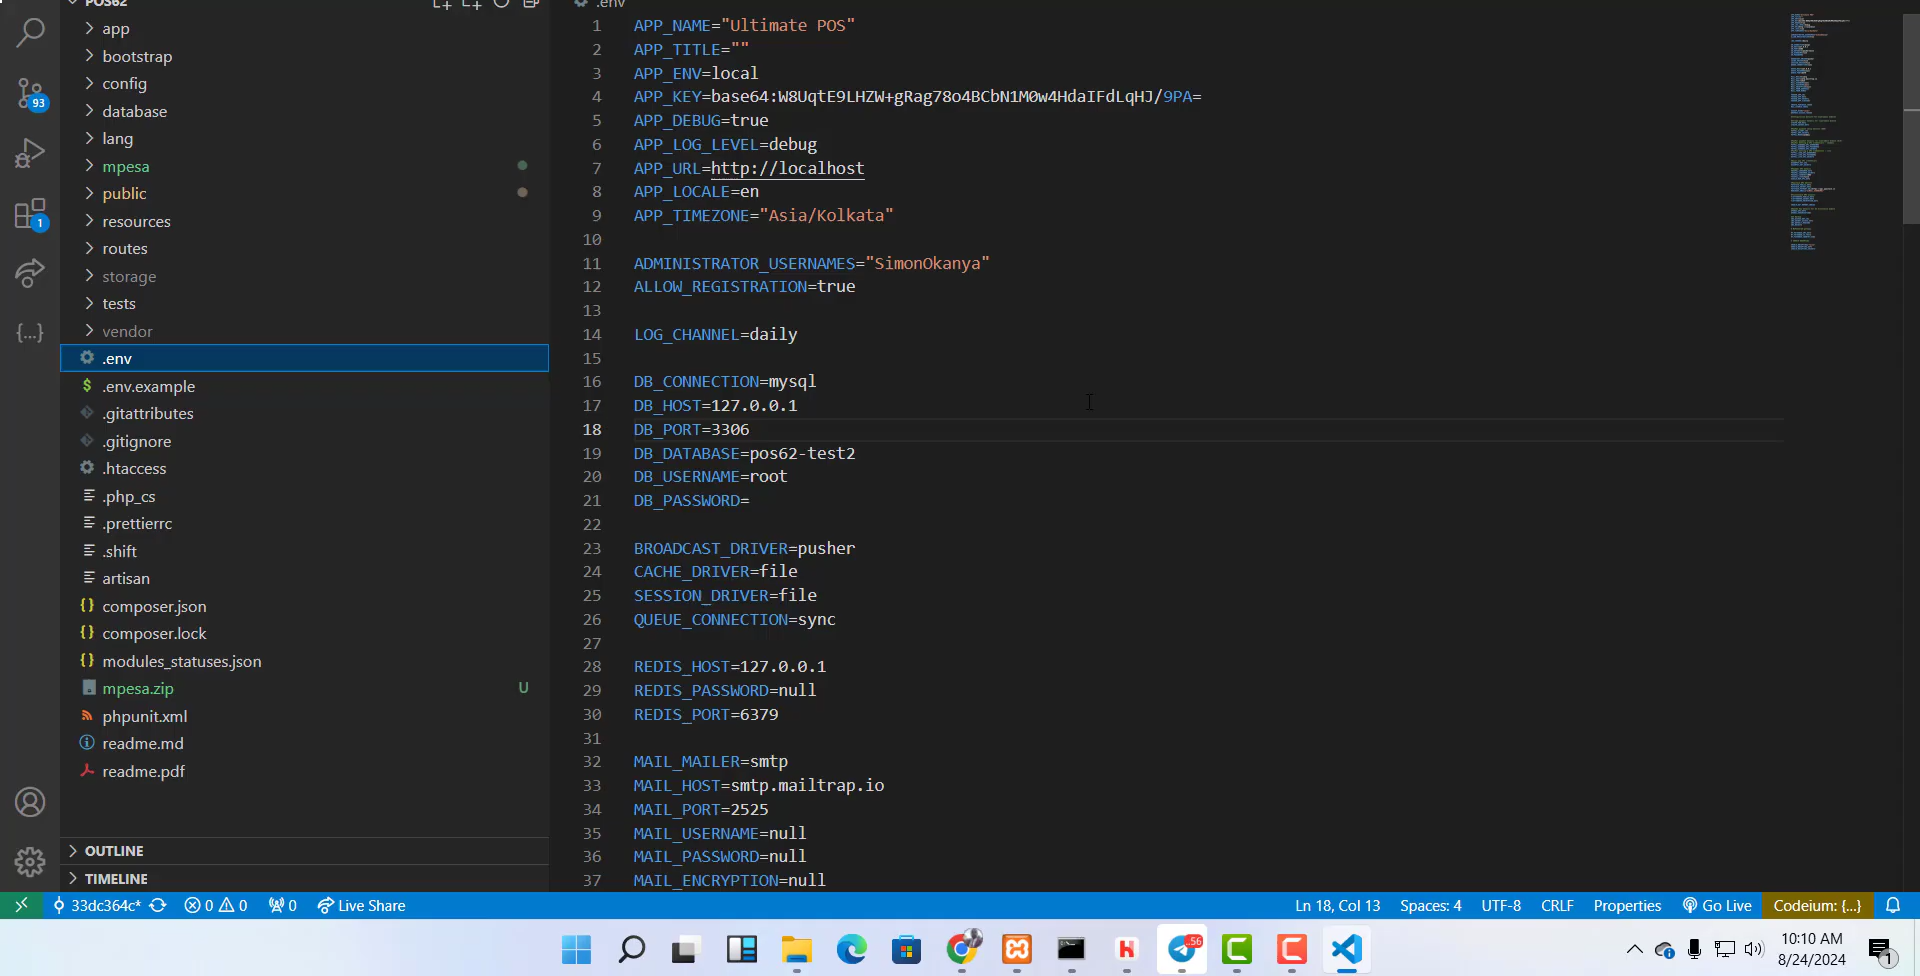 POS62
app
bootstrap
config
database
lang
mpesa
public
resources
routes
storage
tests
vendor
.env
.env.example
.gitattributes
.gitignore
.htaccess
.php_cs
.prettierrc
.shift
artisan
composer.json
composer.lock
modules_statuses.json
mpesa.zip U
phpunit.xml
readme.md
readme.pdf
OUTLINE
TIMELINE
93
1
.env
1 APP_NAME="Ultimate POS"
2 APP_TITLE=""
3 APP_ENV=local
4 APP_KEY=base64:W8UqtE9LHZW+gRag78o4BCbN1M0w4HdaIFdLqHJ/9PA=
5 APP_DEBUG=true
6 APP_LOG_LEVEL=debug
7 APP_URL=http://localhost
8 APP_LOCALE=en
9 APP_TIMEZONE="Asia/Kolkata"
10
11 ADMINISTRATOR_USERNAMES="SimonOkanya"
12 ALLOW_REGISTRATION=true
13
14 LOG_CHANNEL=daily
15
16 DB_CONNECTION=mysql
17 DB_HOST=127.0.0.1
18 DB_PORT=3306
19 DB_DATABASE=pos62-test2
20 DB_USERNAME=root
21 DB_PASSWORD=
22
23 BROADCAST_DRIVER=pusher
24 CACHE_DRIVER=file
25 SESSION_DRIVER=file
26 QUEUE_CONNECTION=sync
27
28 REDIS_HOST=127.0.0.1
29 REDIS_PASSWORD=null
30 REDIS_PORT=6379
31
32 MAIL_MAILER=smtp
33 MAIL_HOST=smtp.mailtrap.io
34 MAIL_PORT=2525
35 MAIL_USERNAME=null
36 MAIL_PASSWORD=null
37 MAIL_ENCRYPTION=null
33dc364c* 0 0 0 Live Share Ln 18, Col 13 Spaces: 4 UTF-8 CRLF Properties Go Live Codeium: {...}
56
10:10 AM
8/24/2024
1